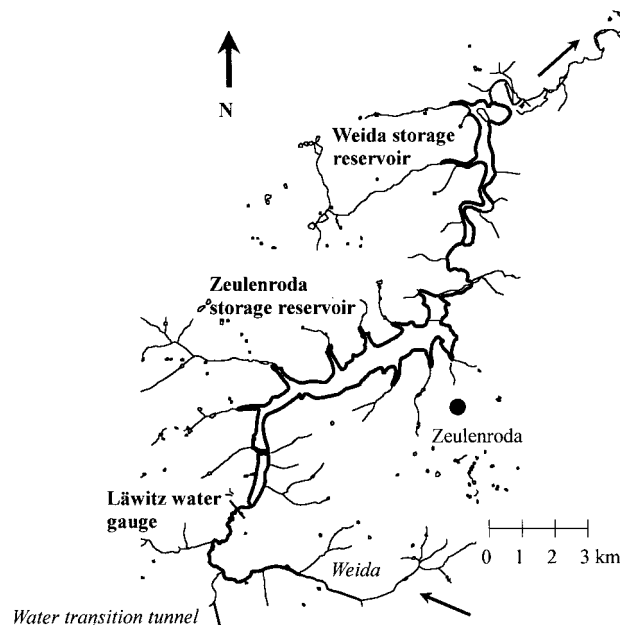 N
Weida storage
reservoir
Zeulenroda
storage reservoir
Zeulenroda
Läwitz water
gauge
0 1 2 3 km
Weida
Water transition tunnel